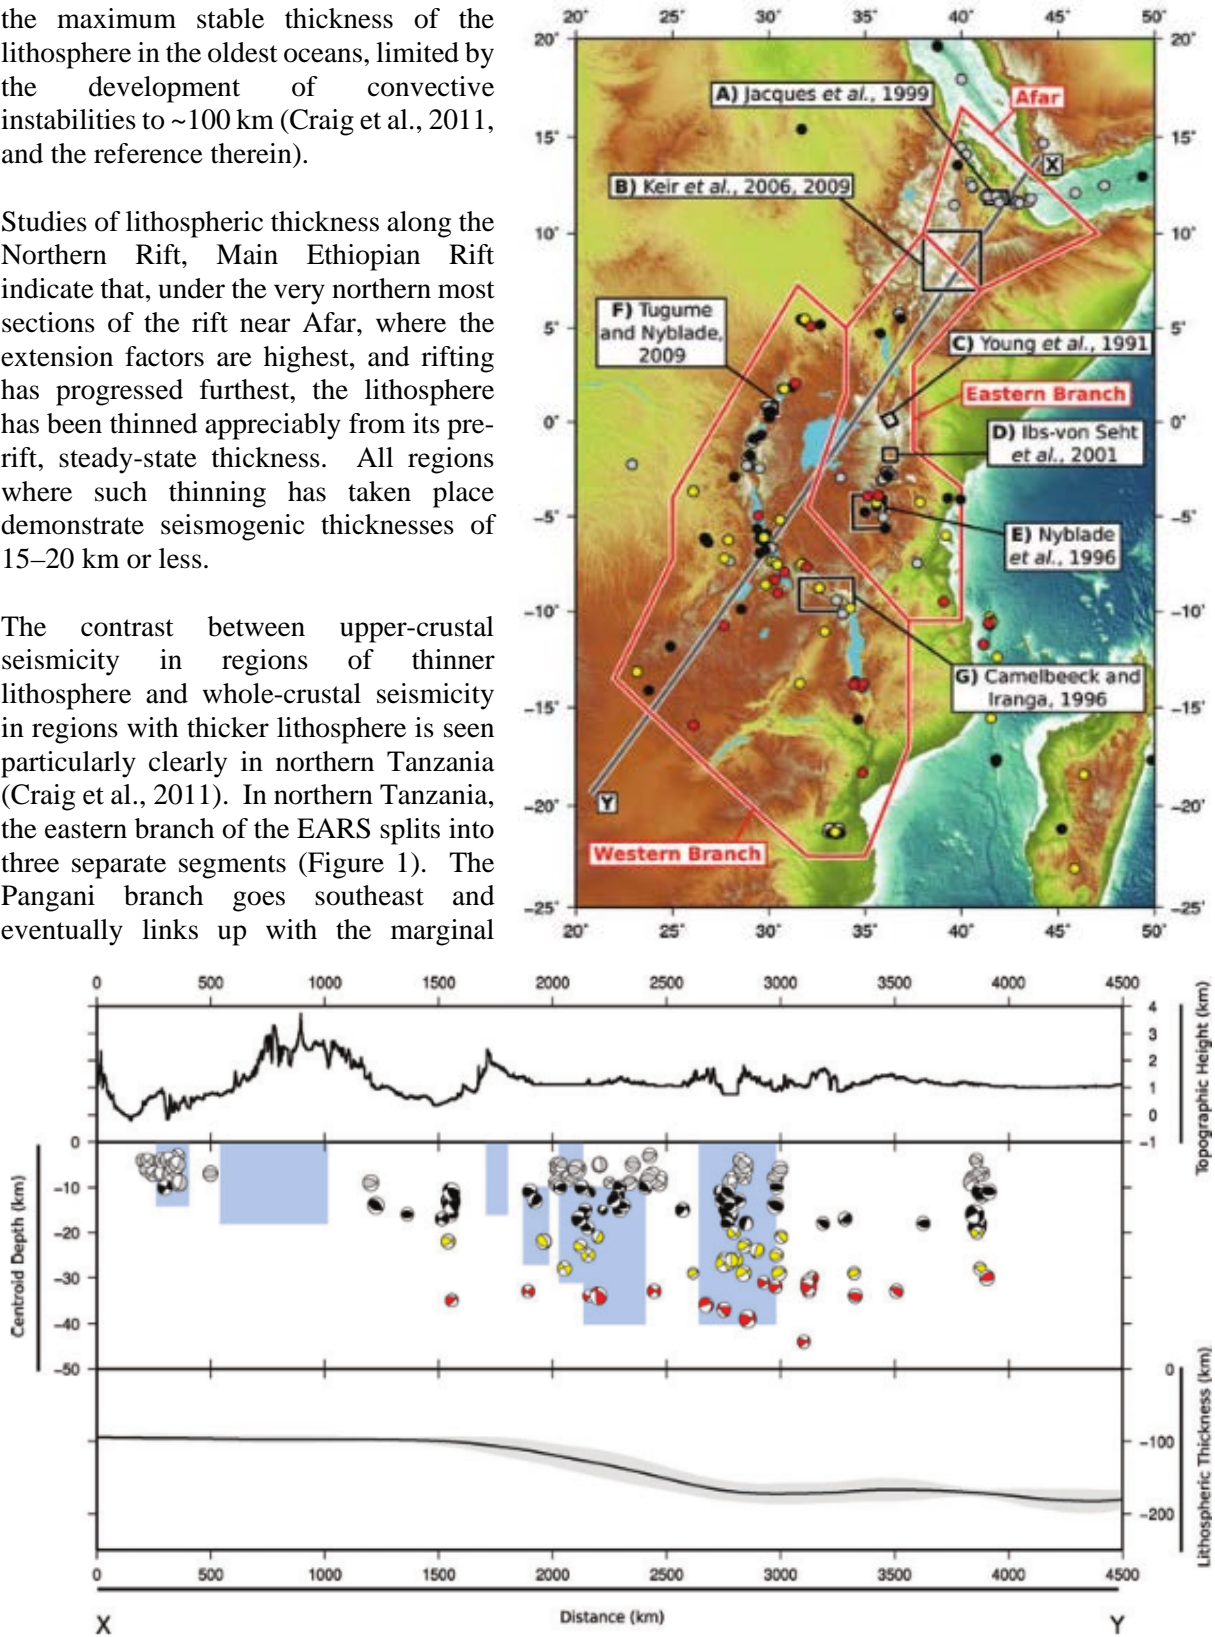 the maximum stable thickness of the
lithosphere in the oldest oceans, limited by
the development of convective
instabilities to ~100 km (Craig et al., 2011,
and the reference therein).
Studies of lithospheric thickness along the
Northern Rift, Main Ethiopian Rift
indicate that, under the very northern most
sections of the rift near Afar, where the
extension factors are highest, and rifting
has progressed furthest, the lithosphere
has been thinned appreciably from its pre-
rift, steady-state thickness. All regions
where such thinning has taken place
demonstrate seismogenic thicknesses of
15–20 km or less.
The contrast between upper-crustal
seismicity in regions of thinner
lithosphere and whole-crustal seismicity
in regions with thicker lithosphere is seen
particularly clearly in northern Tanzania
(Craig et al., 2011). In northern Tanzania,
the eastern branch of the EARS splits into
three separate segments (Figure 1). The
Pangani branch goes southeast and
eventually links up with the marginal
20° 25° 30° 35° 40° 45° 50°
20° 20°
15° 15°
10° 10°
5° 5°
0° 0°
−5° −5°
−10° −10°
−15° −15°
−20° −20°
−25° −25°
20° 25° 30° 35° 40° 45° 50°
A) Jacques et al., 1999
Afar
X
B) Keir et al., 2006, 2009
F) Tugume
and Nyblade,
2009
C) Young et al., 1991
Eastern Branch
D) Ibs-von Seht
et al., 2001
E) Nyblade
et al., 1996
G) Camelbeeck and
Iranga, 1996
Y
Western Branch
0 500 1000 1500 2000 2500 3000 3500 4000 4500
4
3
2
1
0
−1
Topographic Height (km)
0
−10
−20
−30
−40
−50
Centroid Depth (km)
0
−100
−200
Lithospheric Thickness (km)
0 500 1000 1500 2000 2500 3000 3500 4000 4500
X Distance (km) Y